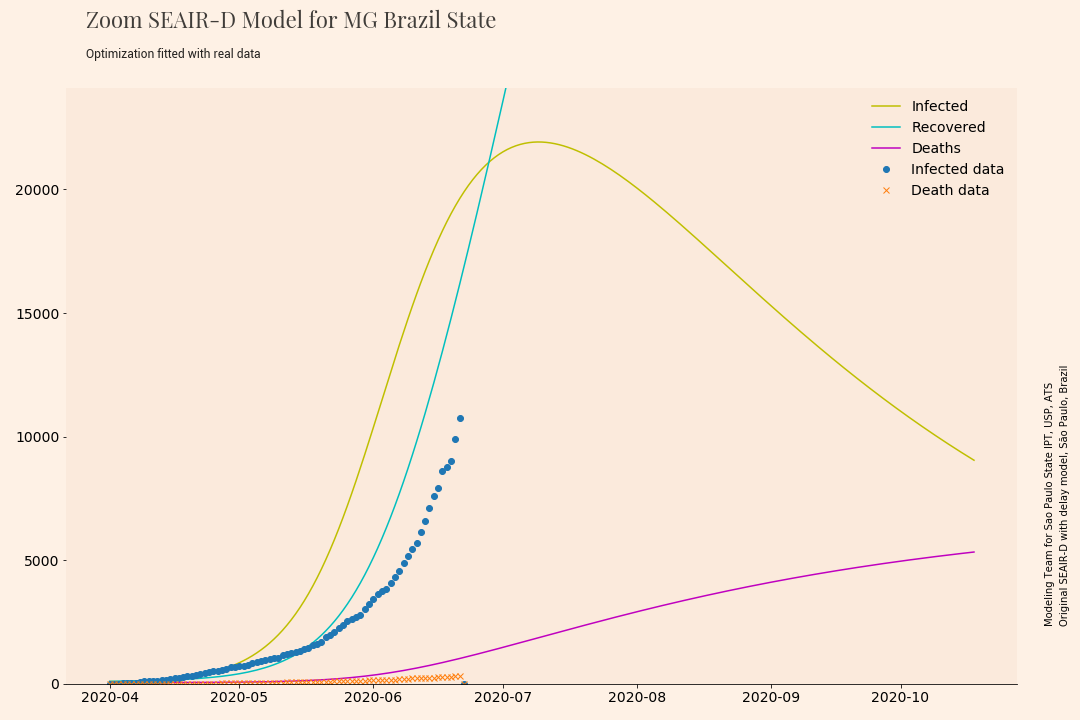 Zoom SEAIR-D Model for MG Brazil State
Optimization fitted with real data
Infected
Recovered
Deaths
Infected data
Death data
20000
15000
10000
5000
0
2020-04
2020-05
2020-06
2020-07
2020-08
2020-09
2020-10
Modeling Team for Sao Paulo State IPT, USP, ATS
Original SEAIR-D with delay model, São Paulo, Brazil